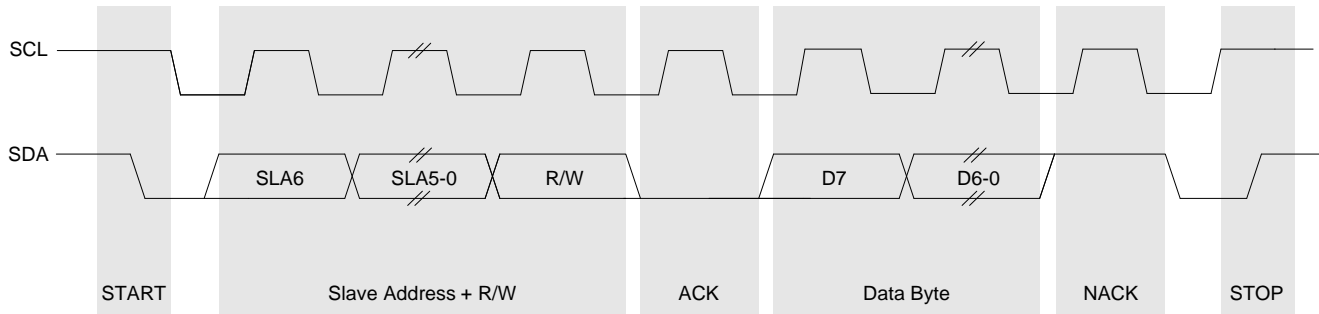 SCL
SDA
SLA6 SLA5-0 R/W D7 D6-0
START Slave Address + R/W ACK Data Byte NACK STOP